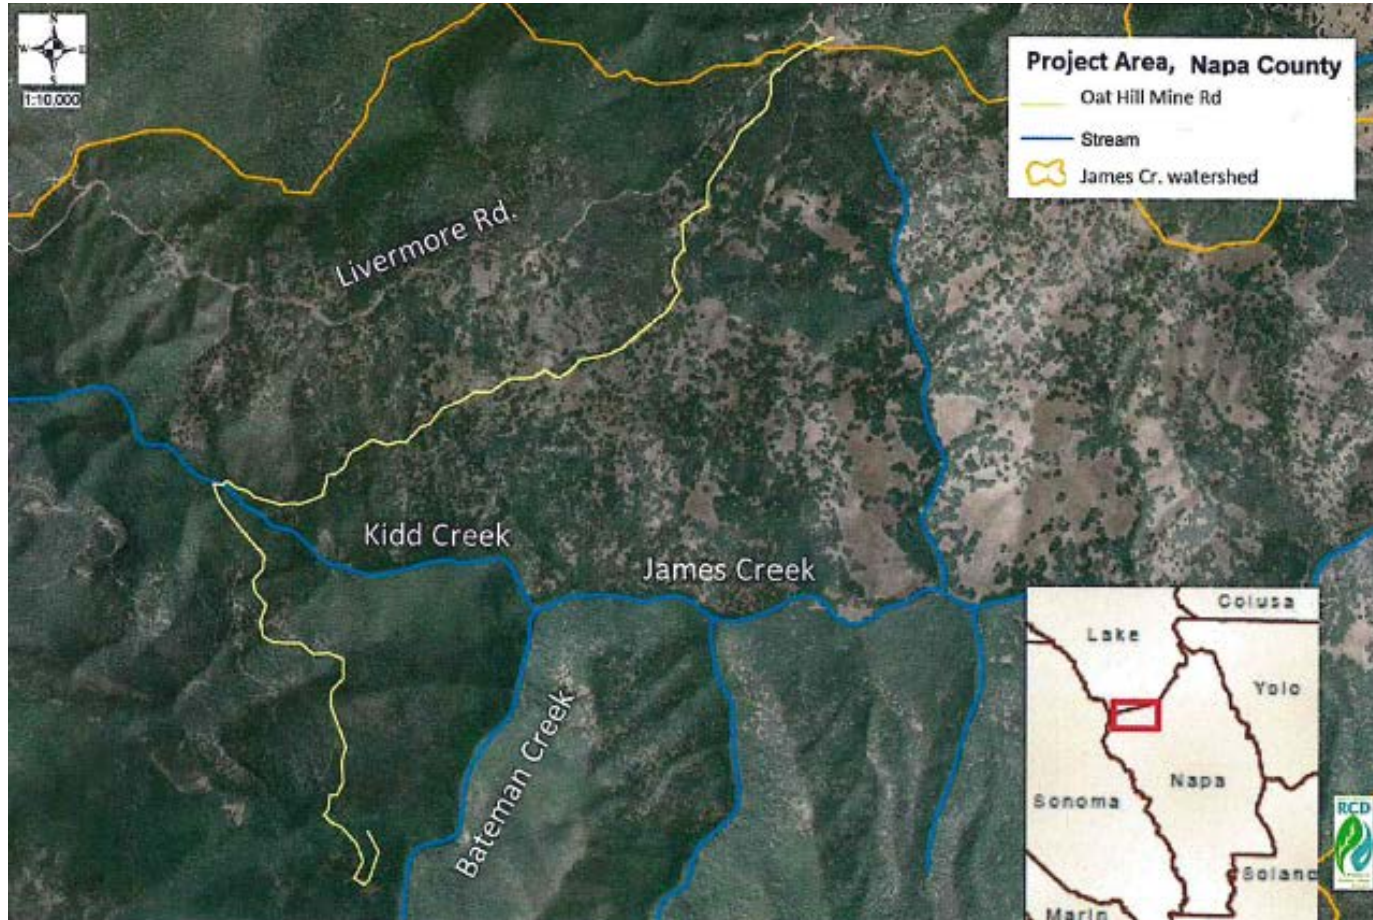 N
W
E
S
1:10,000
Project Area, Napa County
Oat Hill Mine Rd
Stream
James Cr. watershed
Livermore Rd.
Kidd Creek
James Creek
Bateman Creek
Colusa
Lake
Yolo
Napa
Sonoma
Solano
Marin
RCD